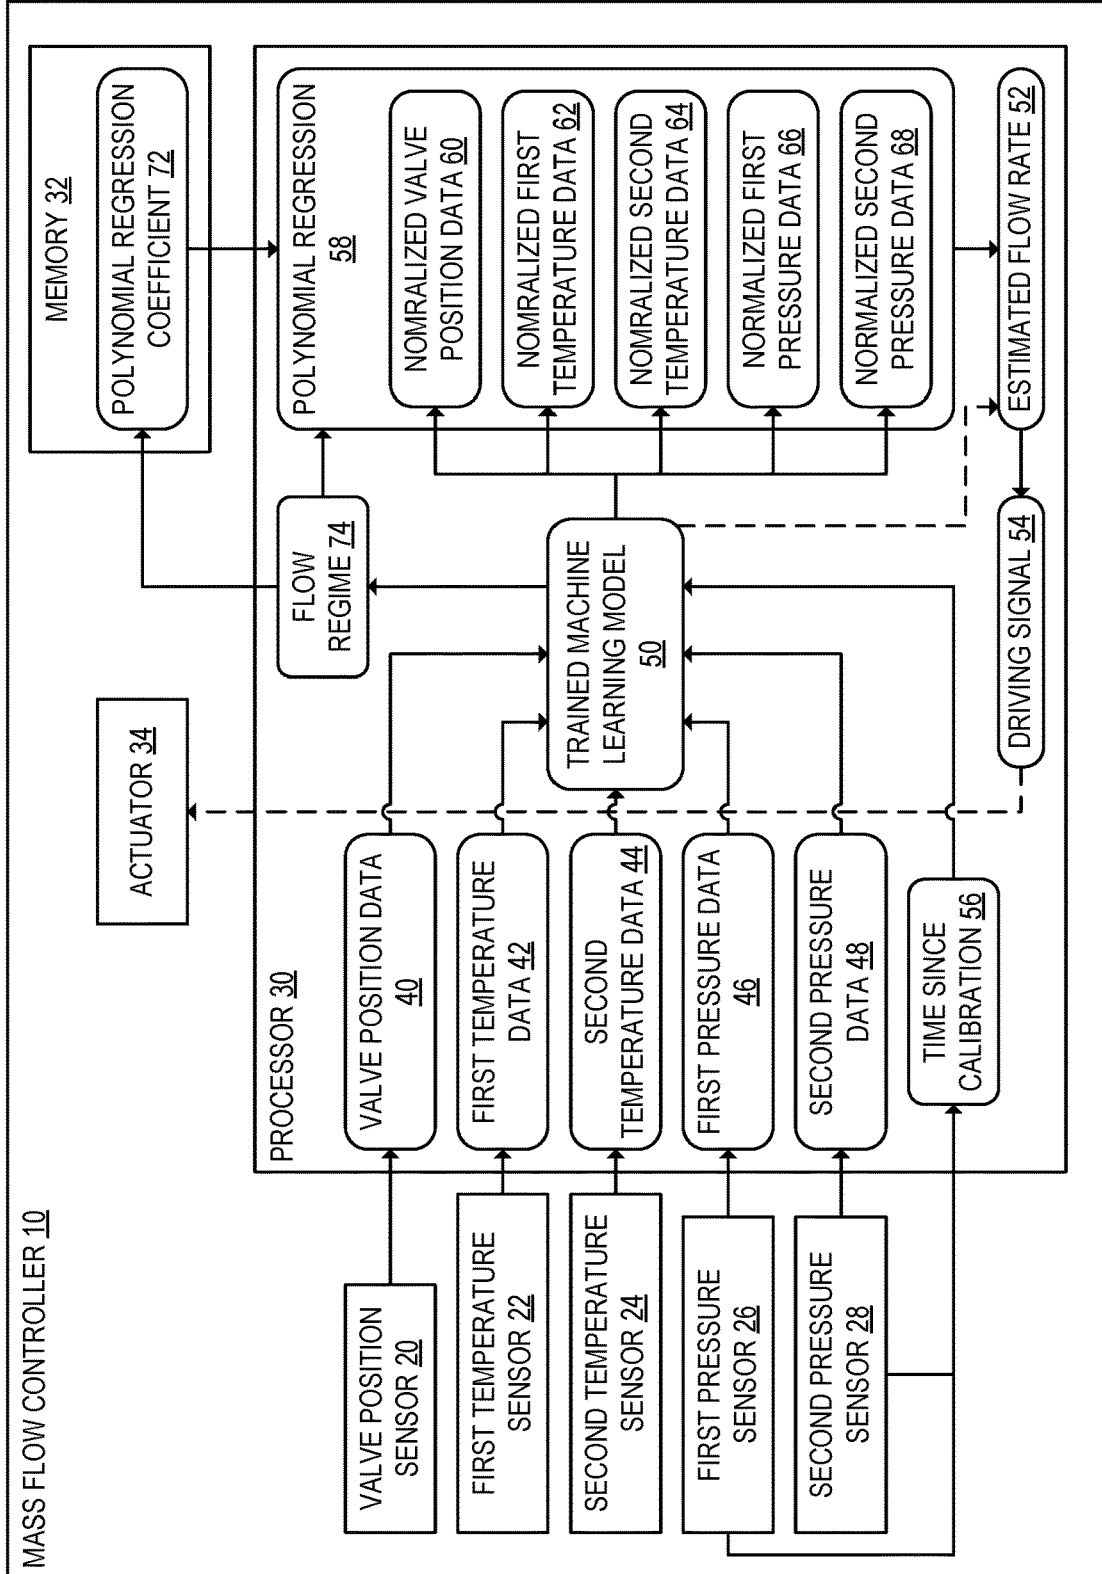 MASS FLOW CONTROLLER 10
MEMORY 32
POLYNOMIAL REGRESSION
COEFFICIENT 72
ACTUATOR 34
PROCESSOR 30
VALVE POSITION
SENSOR 20
FIRST TEMPERATURE
SENSOR 22
SECOND TEMPERATURE
SENSOR 24
FIRST PRESSURE
SENSOR 26
SECOND PRESSURE
SENSOR 28
VALVE POSITION DATA
40
FIRST TEMPERATURE
DATA 42
SECOND
TEMPERATURE DATA 44
FIRST PRESSURE DATA
46
SECOND PRESSURE
DATA 48
TIME SINCE
CALIBRATION 56
TRAINED MACHINE
LEARNING MODEL
50
FLOW
REGIME 74
POLYNOMIAL REGRESSION
58
NOMRALIZED VALVE
POSITION DATA 60
NOMRALIZED FIRST
TEMPERATURE DATA 62
NOMRALIZED SECOND
TEMPERATURE DATA 64
NORMALIZED FIRST
PRESSURE DATA 66
NORMALIZED SECOND
PRESSURE DATA 68
DRIVING SIGNAL 54
ESTIMATED FLOW RATE 52